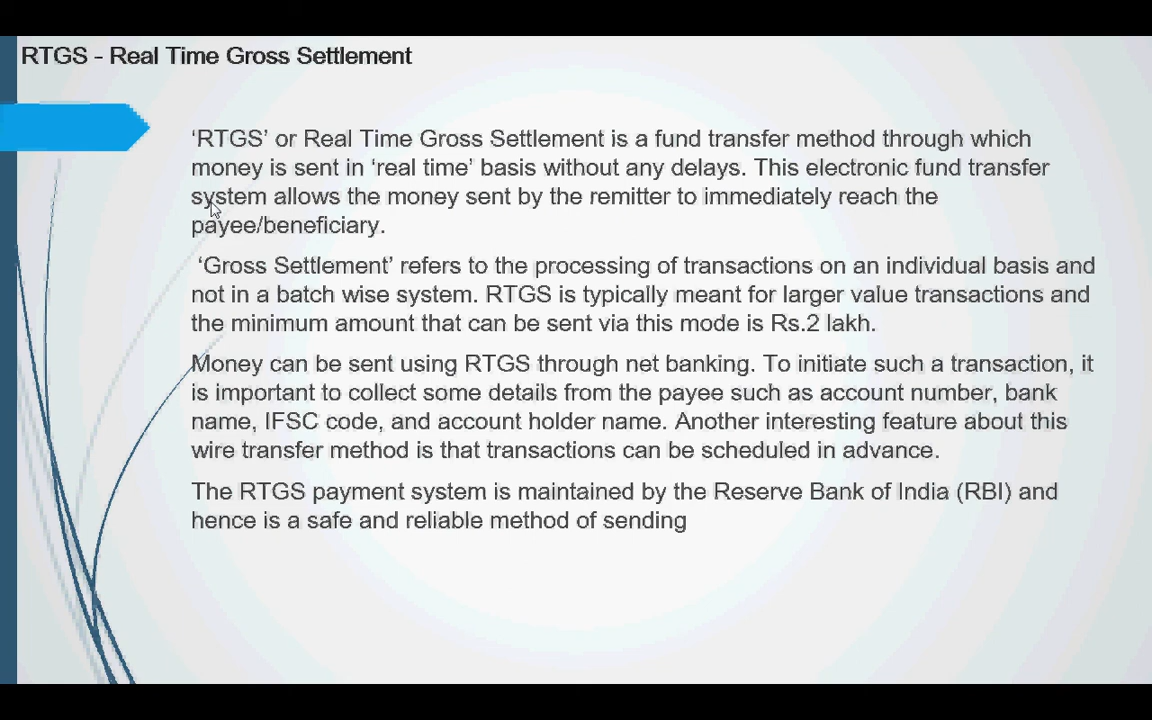 RTGS - Real Time Gross Settlement
‘RTGS’ or Real Time Gross Settlement is a fund transfer method through which
money is sent in ‘real time’ basis without any delays. This electronic fund transfer
system allows the money sent by the remitter to immediately reach the
payee/beneficiary.
‘Gross Settlement’ refers to the processing of transactions on an individual basis and
not in a batch wise system. RTGS is typically meant for larger value transactions and
the minimum amount that can be sent via this mode is Rs.2 lakh.
Money can be sent using RTGS through net banking. To initiate such a transaction, it
is important to collect some details from the payee such as account number, bank
name, IFSC code, and account holder name. Another interesting feature about this
wire transfer method is that transactions can be scheduled in advance.
The RTGS payment system is maintained by the Reserve Bank of India (RBI) and
hence is a safe and reliable method of sending